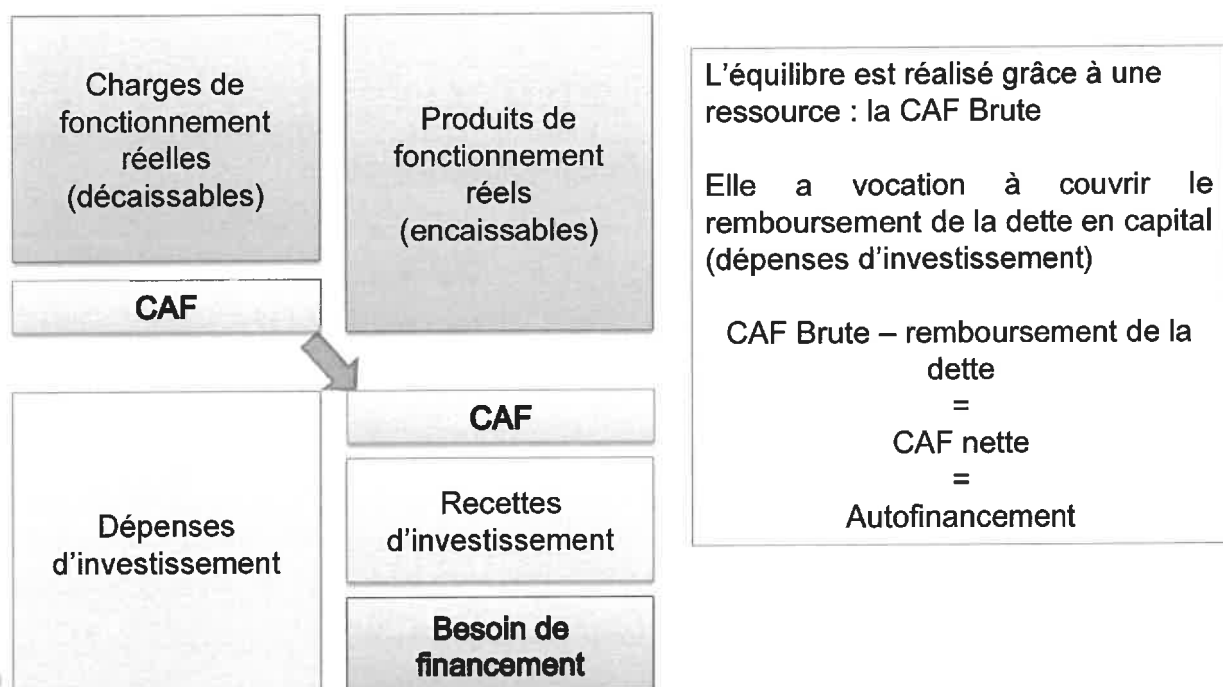 Charges de
fonctionnement
réelles
(décaissables)
Produits de
fonctionnement
réels
(encaissables)
CAF
CAF
Dépenses
d'investissement
Recettes
d'investissement
Besoin de
financement
L'équilibre est réalisé grâce à une
ressource : la CAF Brute
Elle a vocation à couvrir le
remboursement de la dette en capital
(dépenses d'investissement)
CAF Brute – remboursement de la
dette
=
CAF nette
=
Autofinancement